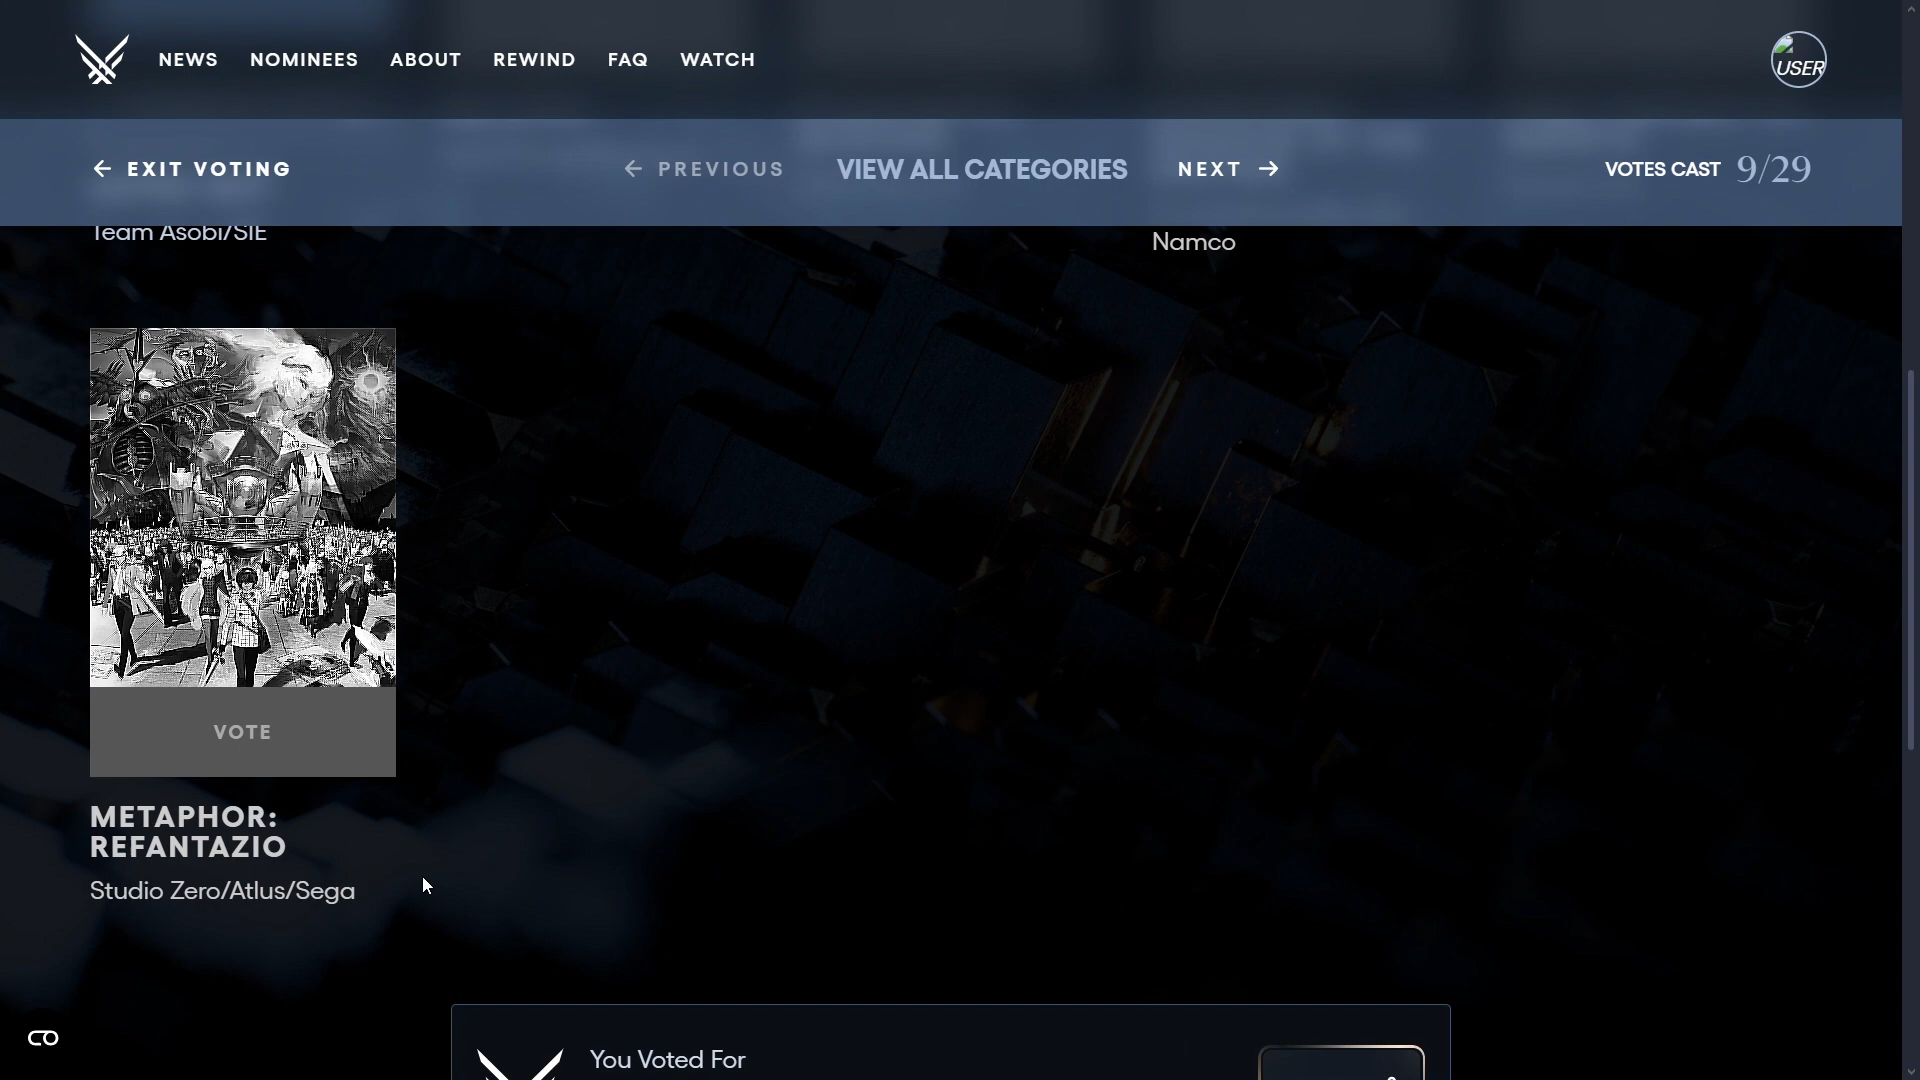 NEWS NOMINEES ABOUT REWIND FAQ WATCH
USER
EXIT VOTING
PREVIOUS
VIEW ALL CATEGORIES
NEXT
VOTES CAST 9/29
Team Asobi/SIE
Namco
VOTE
METAPHOR:
REFANTAZIO
Studio Zero/Atlus/Sega
You Voted For